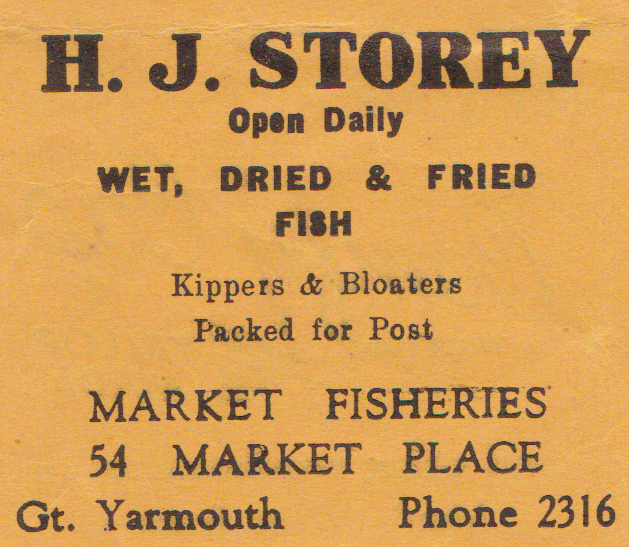 H. J. STOREY
Open Daily
WET, DRIED & FRIED
FISH
Kippers & Bloaters
Packed for Post
MARKET FISHERIES
54 MARKET PLACE
Gt. Yarmouth Phone 2316